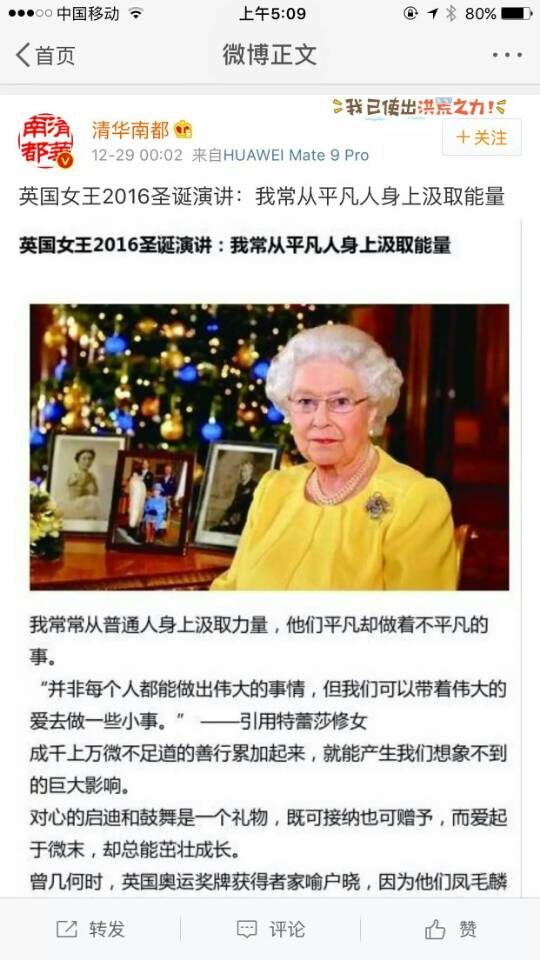 中国移动 上午5:09 80%
首页 微博正文
我已使出洪荒之力!
清华南都
+关注
12-29 00:02 来自HUAWEI Mate 9 Pro
英国女王2016圣诞演讲：我常从平凡人身上汲取能量
英国女王2016圣诞演讲：我常从平凡人身上汲取能量
我常常从普通人身上汲取力量，他们平凡却做着不平凡的
事。
“并非每个人都能做出伟大的事情，但我们可以带着伟大的
爱去做一些小事。” ——引用特蕾莎修女
成千上万微不足道的善行累加起来，就能产生我们想象不到
的巨大影响。
对心的启迪和鼓舞是一个礼物，既可接纳也可赠予，而爱起
于微末，却总能茁壮成长。
曾几何时，英国奥运奖牌获得者家喻户晓，因为他们凤毛麟
转发 评论 赞